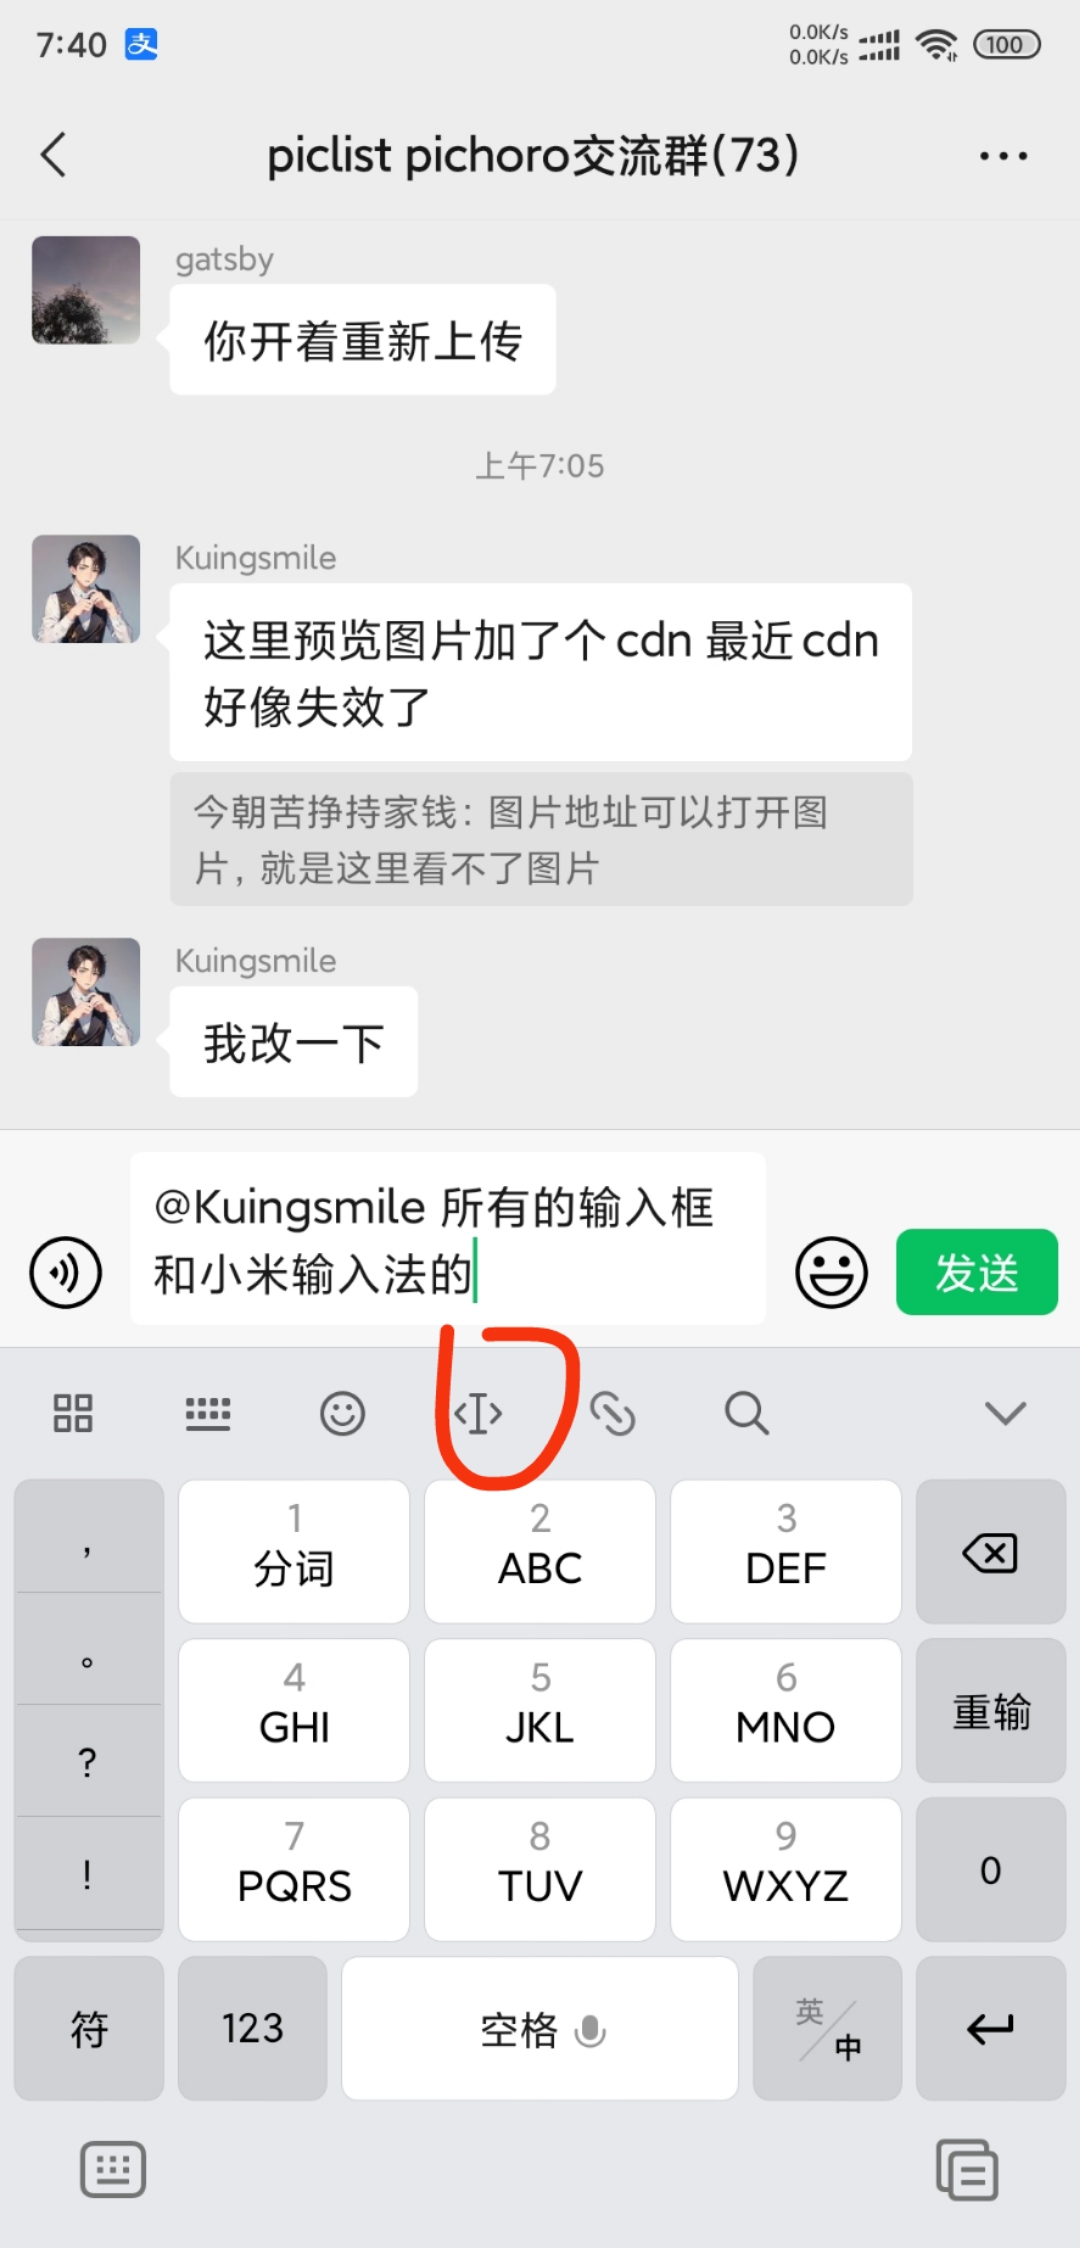 7:40 支
0.0K/s
0.0K/s
100
piclist pichoro交流群(73)
gatsby
你开着重新上传
上午7:05
Kuingsmile
这里预览图片加了个cdn 最近cdn
好像失效了
今朝苦挣持家钱：图片地址可以打开图
片，就是这里看不了图片
Kuingsmile
我改一下
@Kuingsmile 所有的输入框
和小米输入法的
发送
，
。
？
！
1
分词
2
ABC
3
DEF
4
GHI
5
JKL
6
MNO
重输
7
PQRS
8
TUV
9
WXYZ
0
符
123
空格
英/中